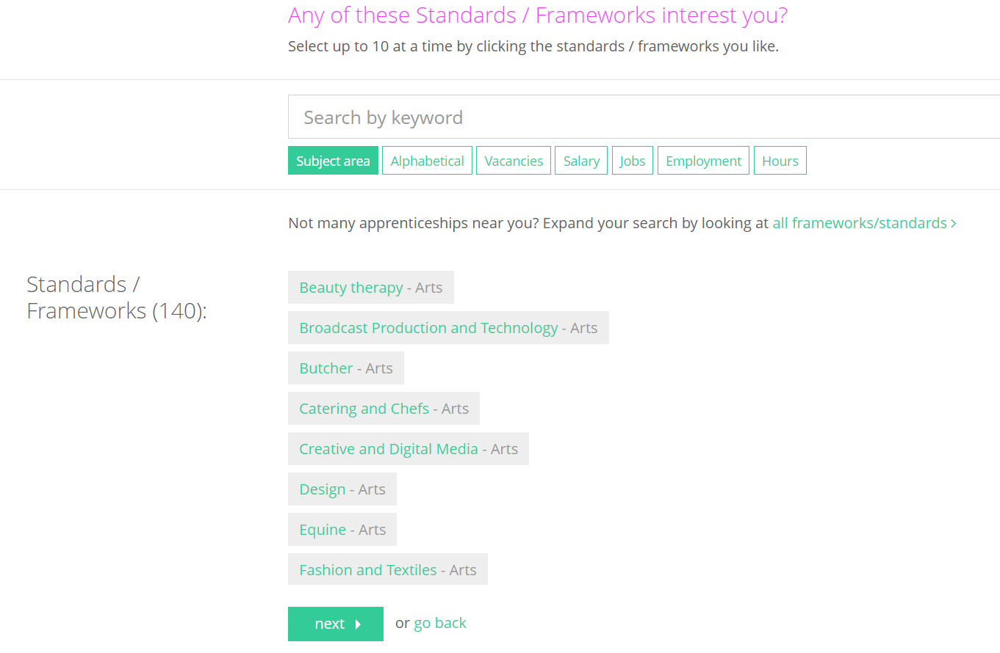 Any of these Standards / Frameworks interest you?
Select up to 10 at a time by clicking the standards / frameworks you like.
Search by keyword
Subject area Alphabetical Vacancies Salary Jobs Employment Hours
Not many apprenticeships near you? Expand your search by looking at all frameworks/standards >
Standards /
Frameworks (140):
Beauty therapy - Arts
Broadcast Production and Technology - Arts
Butcher - Arts
Catering and Chefs - Arts
Creative and Digital Media - Arts
Design - Arts
Equine - Arts
Fashion and Textiles - Arts
next or go back